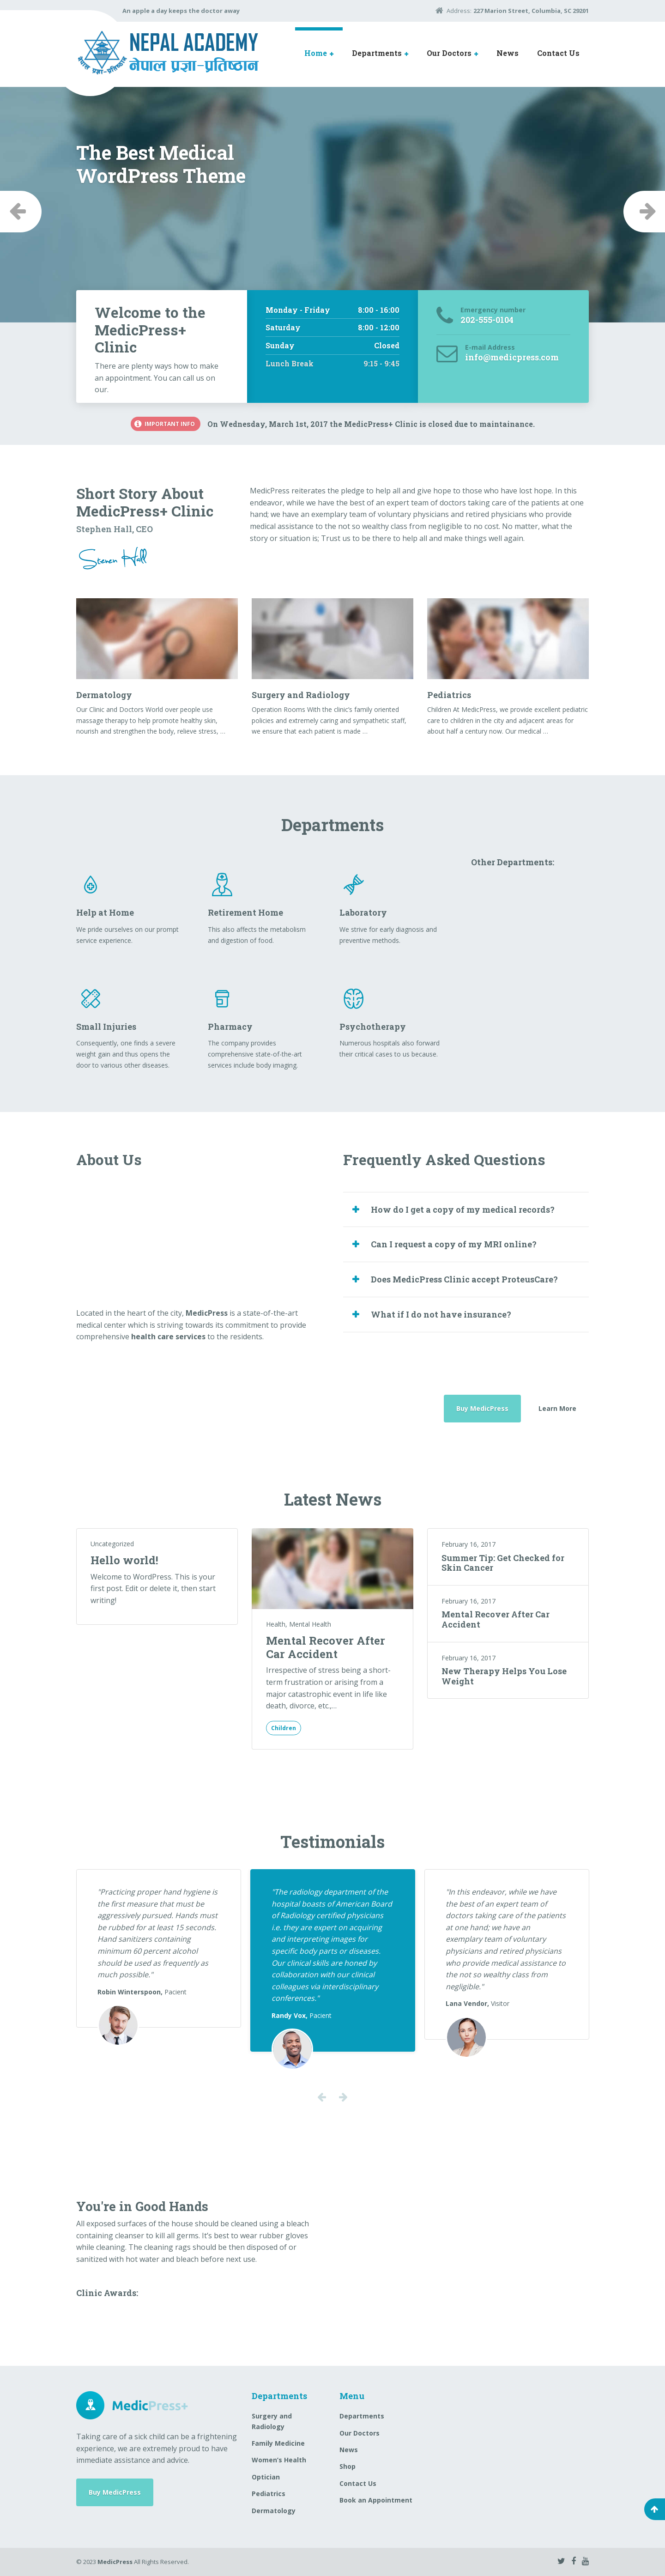 An apple a day keeps the doctor away
Address: 227 Marion Street, Columbia, SC 29201
NEPAL ACADEMY
नेपाल प्रज्ञा-प्रतिष्ठान
Home
Departments
Our Doctors
News
Contact Us
The Best Medical
WordPress Theme
Welcome to the
MedicPress+
Clinic
There are plenty ways how to make
an appointment. You can call us on
our.
Monday - Friday 8:00 - 16:00
Saturday 8:00 - 12:00
Sunday Closed
Lunch Break 9:15 - 9:45
Emergency number
202-555-0104
E-mail Address
info@medicpress.com
IMPORTANT INFO
On Wednesday, March 1st, 2017 the MedicPress+ Clinic is closed due to maintainance.
Short Story About
MedicPress+ Clinic
Stephen Hall, CEO
Steven Hall
MedicPress reiterates the pledge to help all and give hope to those who have lost hope. In this
endeavor, while we have the best of an expert team of doctors taking care of the patients at one
hand; we have an exemplary team of voluntary physicians and retired physicians who provide
medical assistance to the not so wealthy class from negligible to no cost. No matter, what the
story or situation is; Trust us to be there to help all and make things well again.
Dermatology
Our Clinic and Doctors World over people use
massage therapy to help promote healthy skin,
nourish and strengthen the body, relieve stress, …
Surgery and Radiology
Operation Rooms With the clinic’s family oriented
policies and extremely caring and sympathetic staff,
we ensure that each patient is made …
Pediatrics
Children At MedicPress, we provide excellent pediatric
care to children in the city and adjacent areas for
about half a century now. Our medical …
Departments
Help at Home
We pride ourselves on our prompt
service experience.
Retirement Home
This also affects the metabolism
and digestion of food.
Laboratory
We strive for early diagnosis and
preventive methods.
Other Departments:
Small Injuries
Consequently, one finds a severe
weight gain and thus opens the
door to various other diseases.
Pharmacy
The company provides
comprehensive state-of-the-art
services include body imaging.
Psychotherapy
Numerous hospitals also forward
their critical cases to us because.
About Us
Located in the heart of the city, MedicPress is a state-of-the-art
medical center which is striving towards its commitment to provide
comprehensive health care services to the residents.
Frequently Asked Questions
How do I get a copy of my medical records?
Can I request a copy of my MRI online?
Does MedicPress Clinic accept ProteusCare?
What if I do not have insurance?
Buy MedicPress
Learn More
Latest News
Uncategorized
Hello world!
Welcome to WordPress. This is your
first post. Edit or delete it, then start
writing!
Health, Mental Health
Mental Recover After
Car Accident
Irrespective of stress being a short-
term frustration or arising from a
major catastrophic event in life like
death, divorce, etc.,…
Children
February 16, 2017
Summer Tip: Get Checked for
Skin Cancer
February 16, 2017
Mental Recover After Car
Accident
February 16, 2017
New Therapy Helps You Lose
Weight
Testimonials
"Practicing proper hand hygiene is
the first measure that must be
aggressively pursued. Hands must
be rubbed for at least 15 seconds.
Hand sanitizers containing
minimum 60 percent alcohol
should be used as frequently as
much possible."
Robin Winterspoon, Pacient
"The radiology department of the
hospital boasts of American Board
of Radiology certified physicians
i.e. they are expert on acquiring
and interpreting images for
specific body parts or diseases.
Our clinical skills are honed by
collaboration with our clinical
colleagues via interdisciplinary
conferences."
Randy Vox, Pacient
"In this endeavor, while we have
the best of an expert team of
doctors taking care of the patients
at one hand; we have an
exemplary team of voluntary
physicians and retired physicians
who provide medical assistance to
the not so wealthy class from
negligible."
Lana Vendor, Visitor
You're in Good Hands
All exposed surfaces of the house should be cleaned using a bleach
containing cleanser to kill all germs. It’s best to wear rubber gloves
while cleaning. The cleaning rags should be then disposed of or
sanitized with hot water and bleach before next use.
Clinic Awards:
MedicPress+
Taking care of a sick child can be a frightening
experience, we are extremely proud to have
immediate assistance and advice.
Buy MedicPress
Departments
Surgery and
Radiology
Family Medicine
Women’s Health
Optician
Pediatrics
Dermatology
Menu
Departments
Our Doctors
News
Shop
Contact Us
Book an Appointment
© 2023 MedicPress All Rights Reserved.